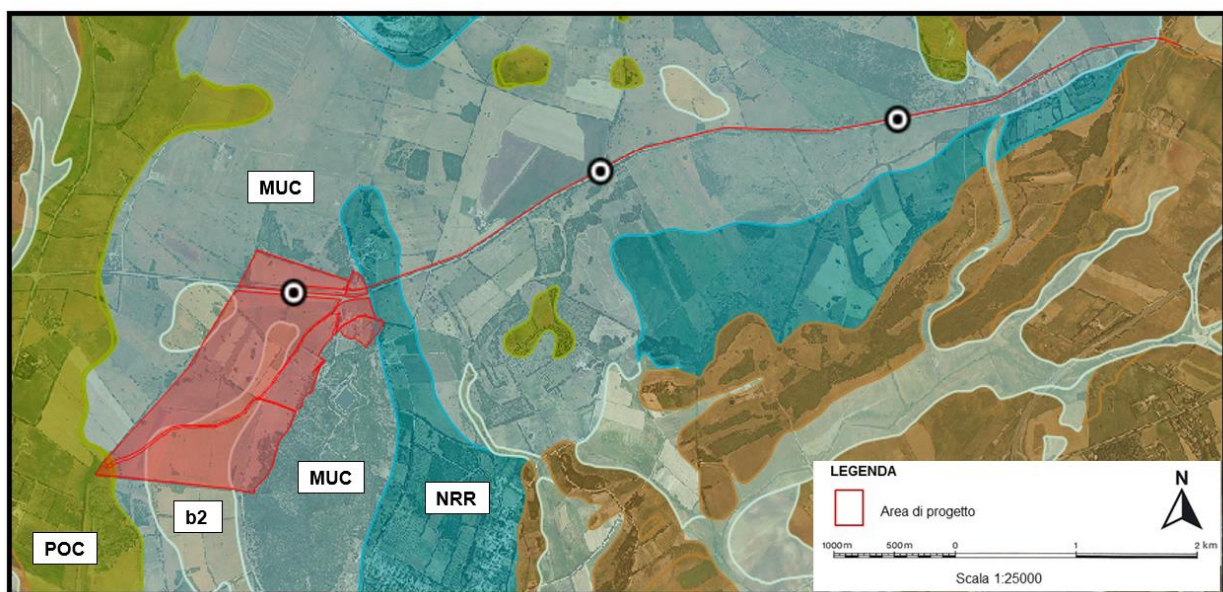 MUC
MUC
NRR
b2
POC
LEGENDA
N
Area di progetto
1000m 500m 0 1 2 km
Scala 1:25000